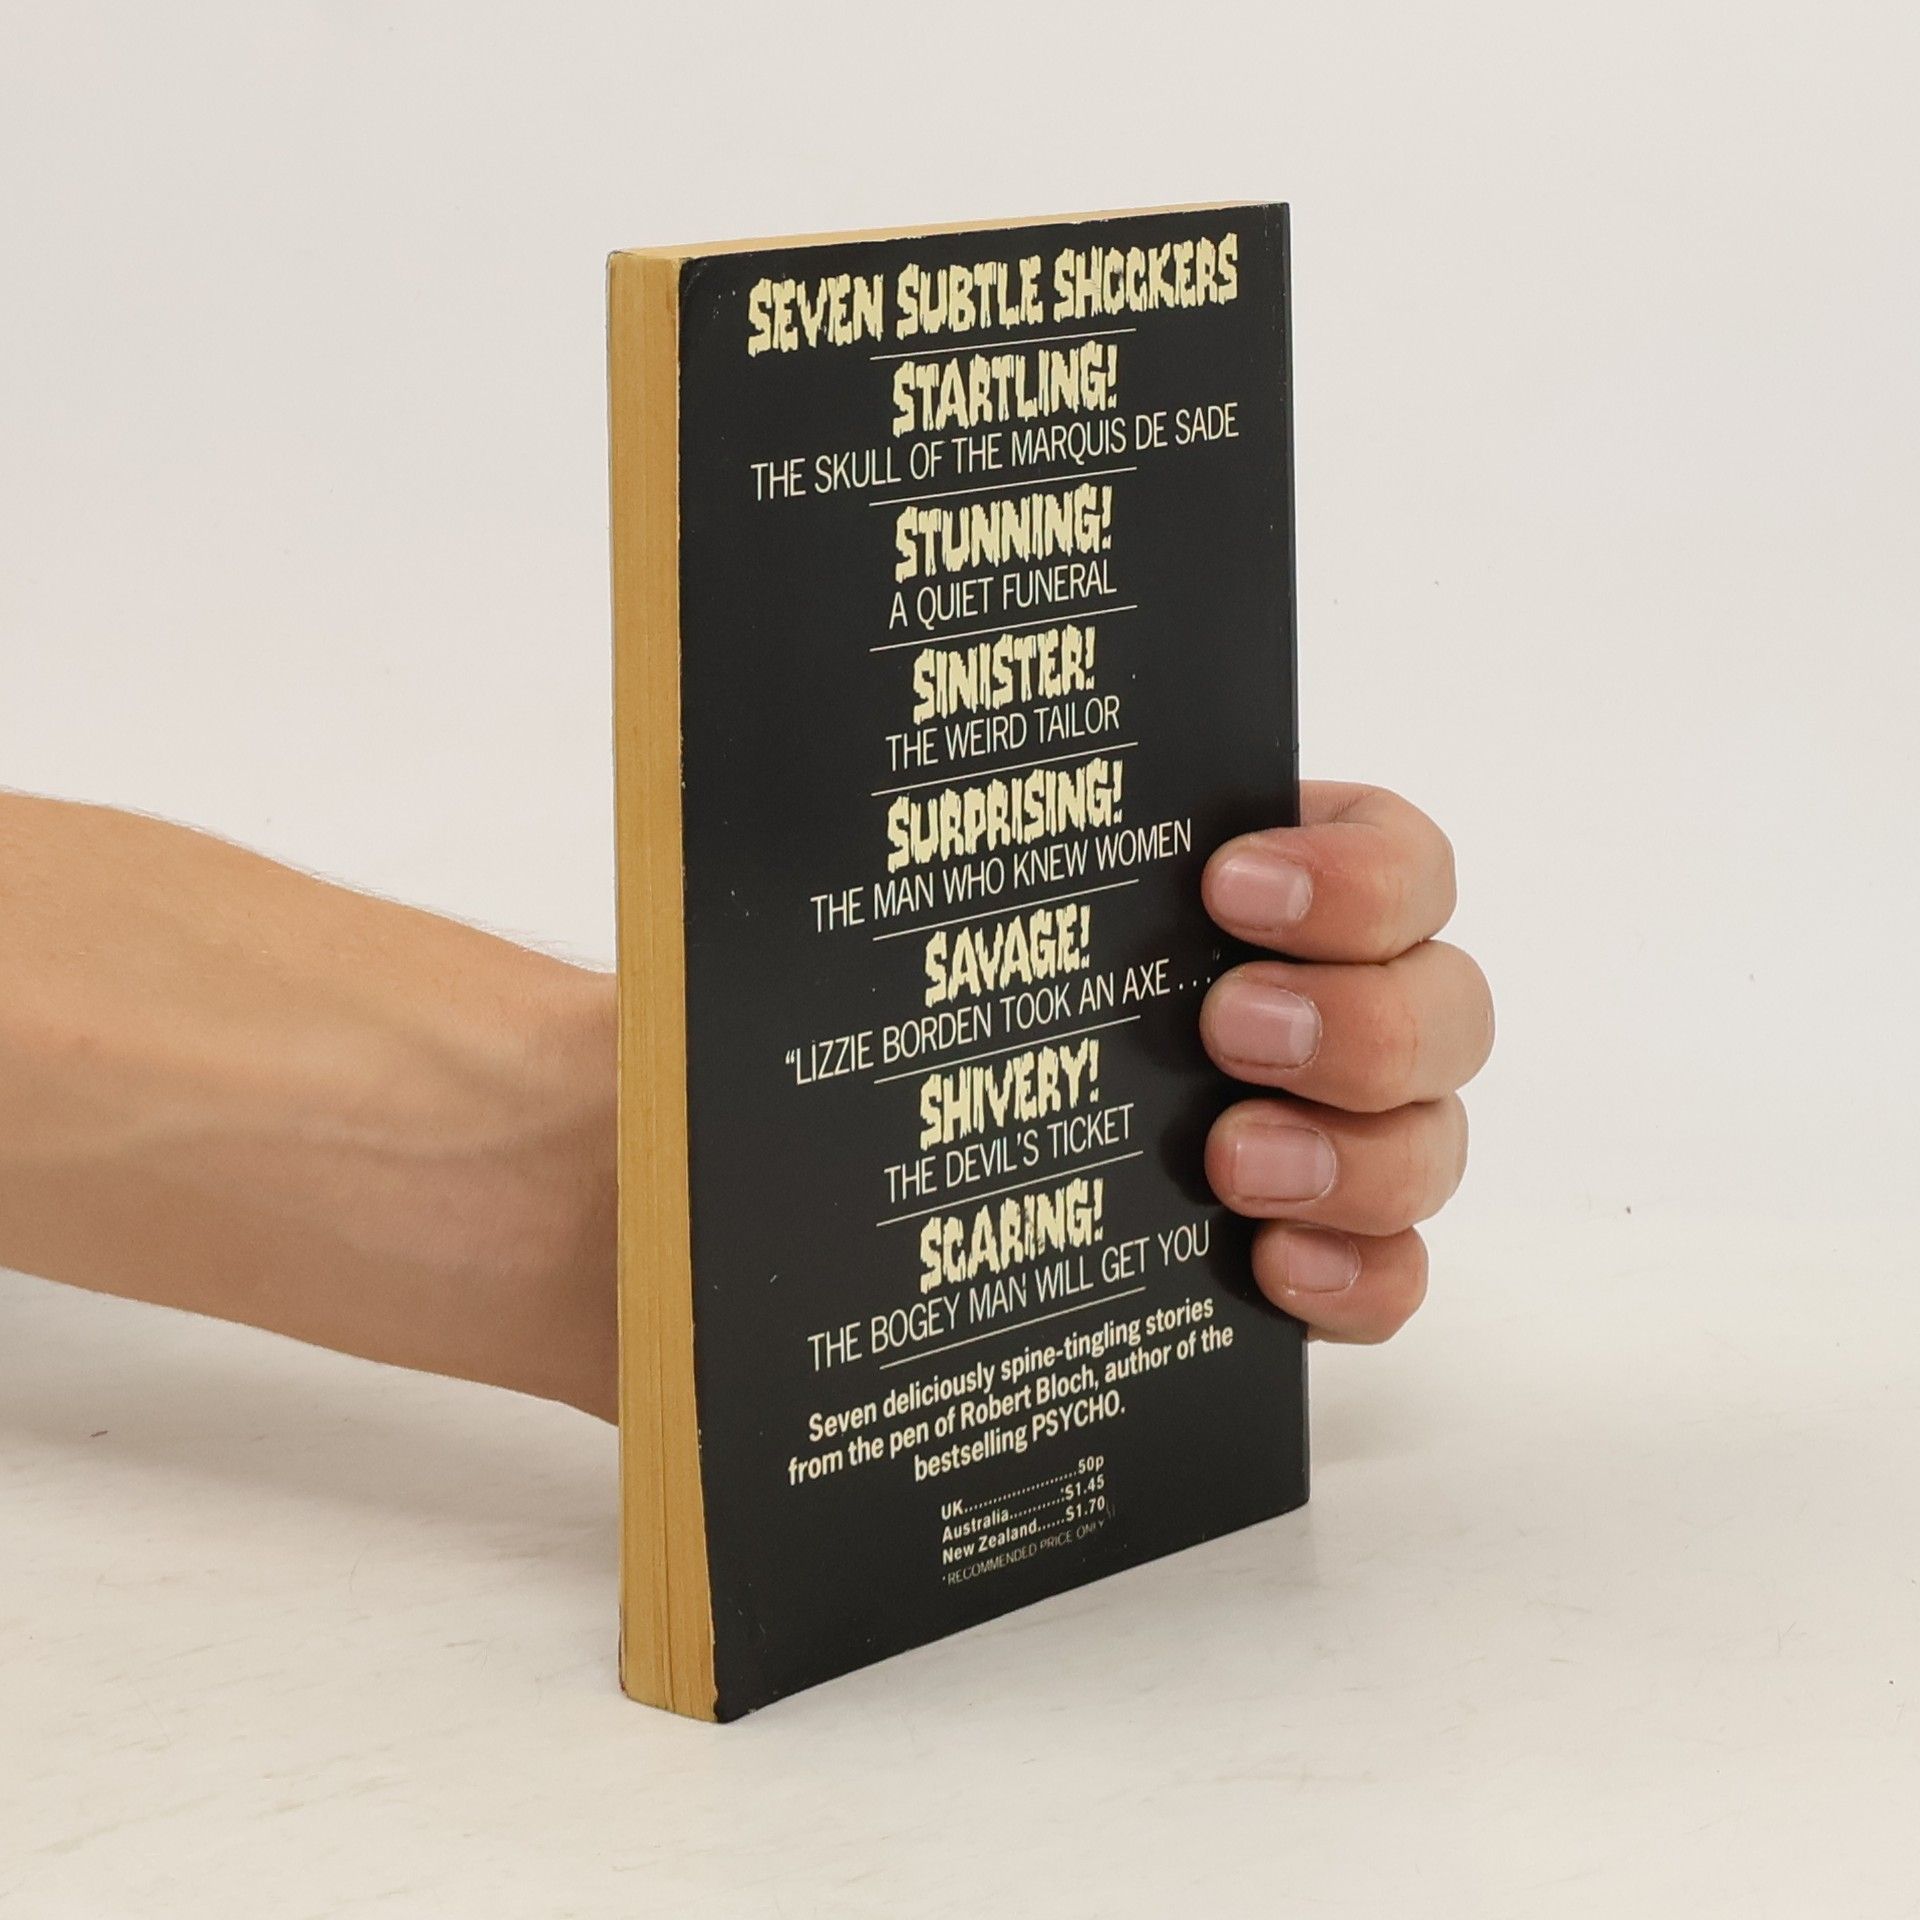 SEVEN SUBTLE SHOCKERS
STARTLING!
THE SKULL OF THE MARQUIS DE SADE
STUNNING!
A QUIET FUNERAL
SINISTER!
THE WEIRD TAILOR
SURPRISING!
THE MAN WHO KNEW WOMEN
SAVAGE!
“LIZZIE BORDEN TOOK AN AXE . . .”
SHIVERY!
THE DEVIL’S TICKET
SCARING!
THE BOGEY MAN WILL GET YOU
Seven deliciously spine-tingling stories
from the pen of Robert Bloch, author of the
bestselling PSYCHO.
UK........................50p
Australia............*$1.45
New Zealand......$1.70
*RECOMMENDED PRICE ONLY